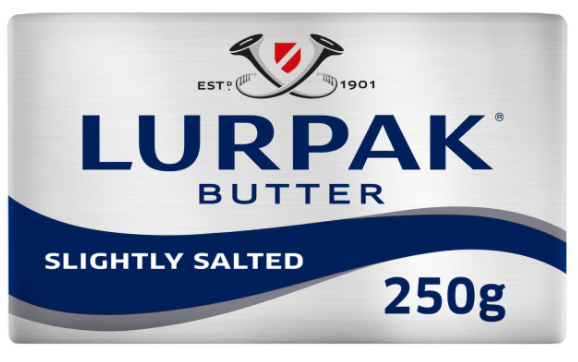 ESTD. 1901
LURPAK®
BUTTER
SLIGHTLY SALTED
250g